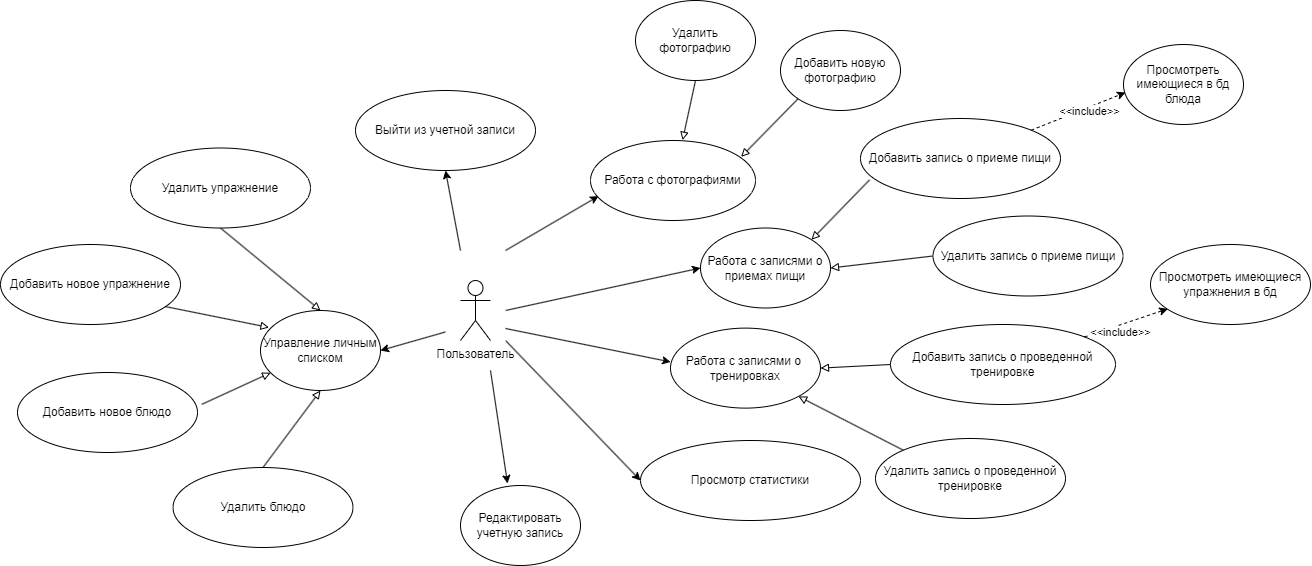 Удалить
фотографию
Добавить новую
фотографию
Просмотреть
имеющиеся в бд
блюда
<<include>>
Выйти из учетной записи
Добавить запись о приеме пищи
Работа с фотографиями
Удалить упражнение
Работа с записями о
приемах пищи
Удалить запись о приеме пищи
Просмотреть имеющиеся
упражнения в бд
Добавить новое упражнение
<<include>>
Управление личным
списком
Пользователь
Работа с записями о
тренировках
Добавить запись о проведенной
тренировке
Добавить новое блюдо
Просмотр статистики
Удалить запись о проведенной
тренировке
Удалить блюдо
Редактировать
учетную запись